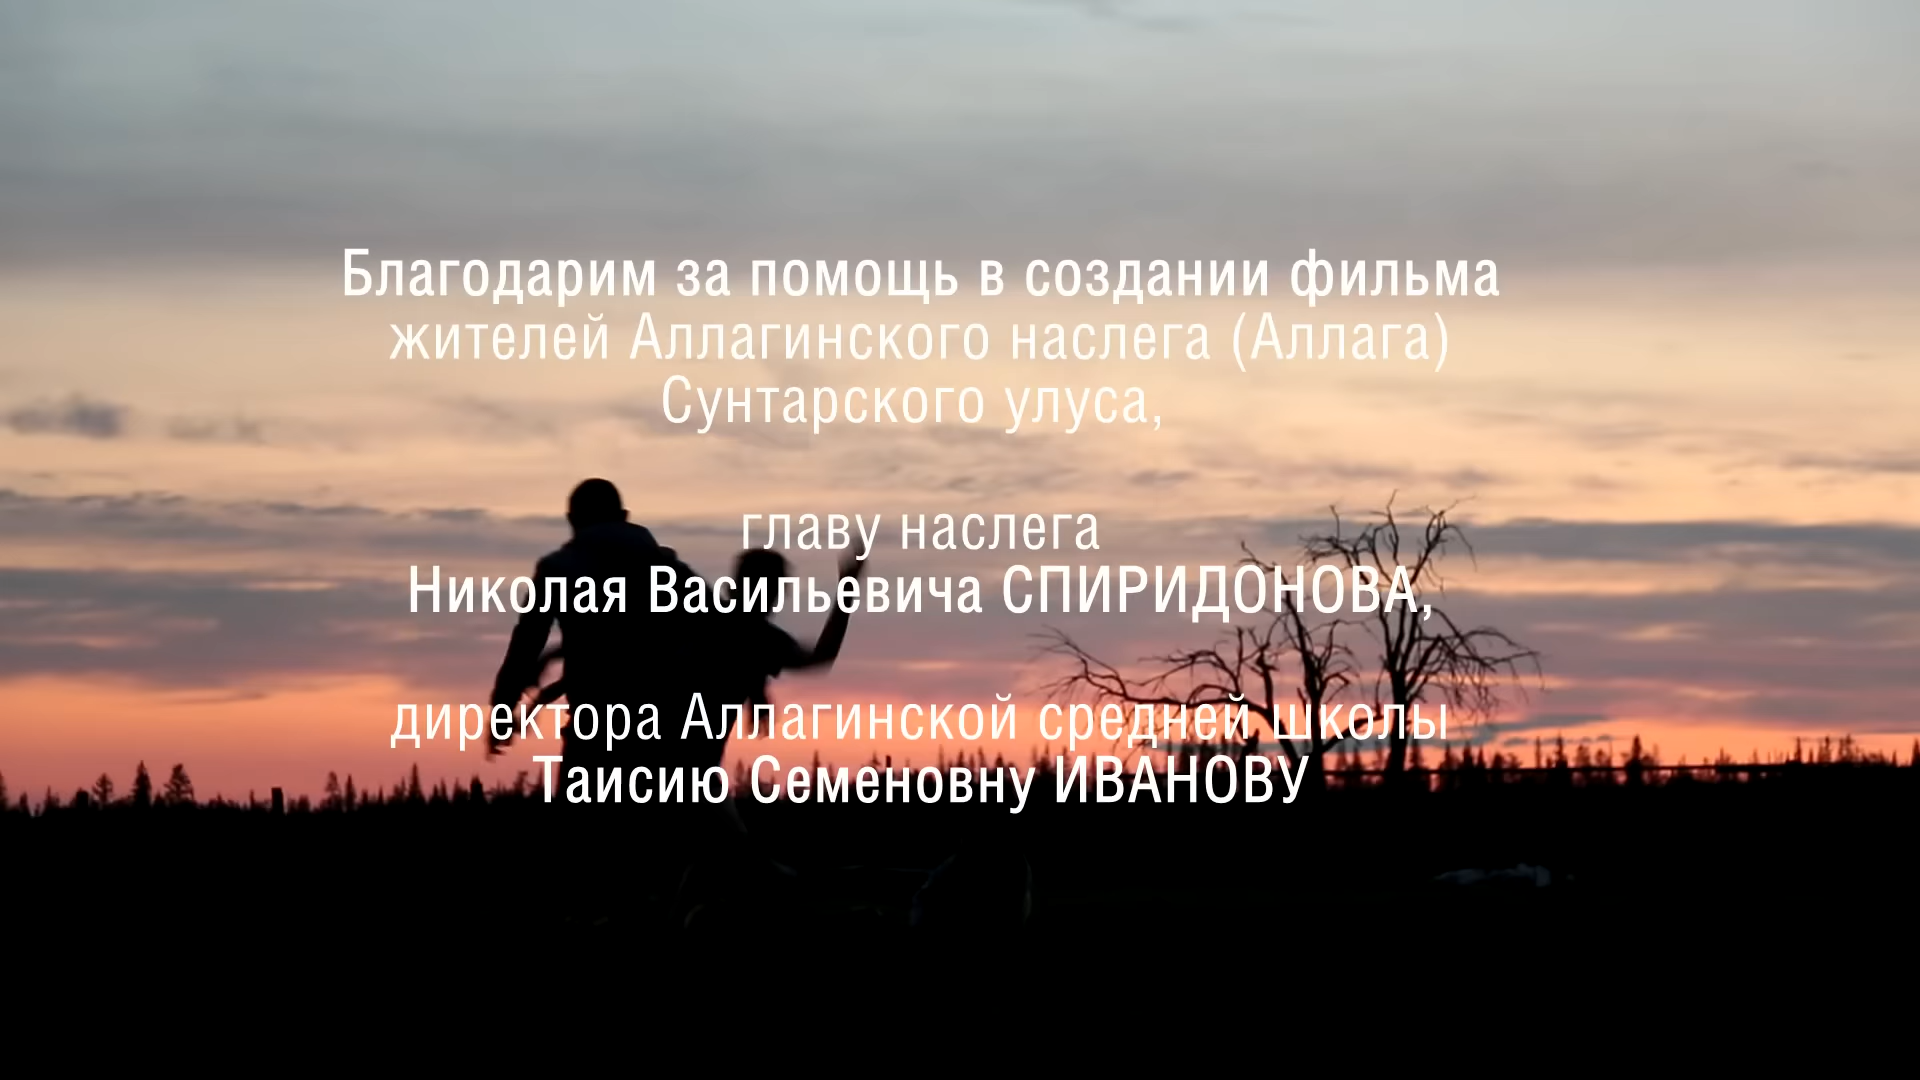 Благодарим за помощь в создании фильма
жителей Аллагинского наслега (Аллага)
Сунтарского улуса,
главу наслега
Николая Васильевича СПИРИДОНОВА,
директора Аллагинской средней школы
Таисию Семеновну ИВАНОВУ